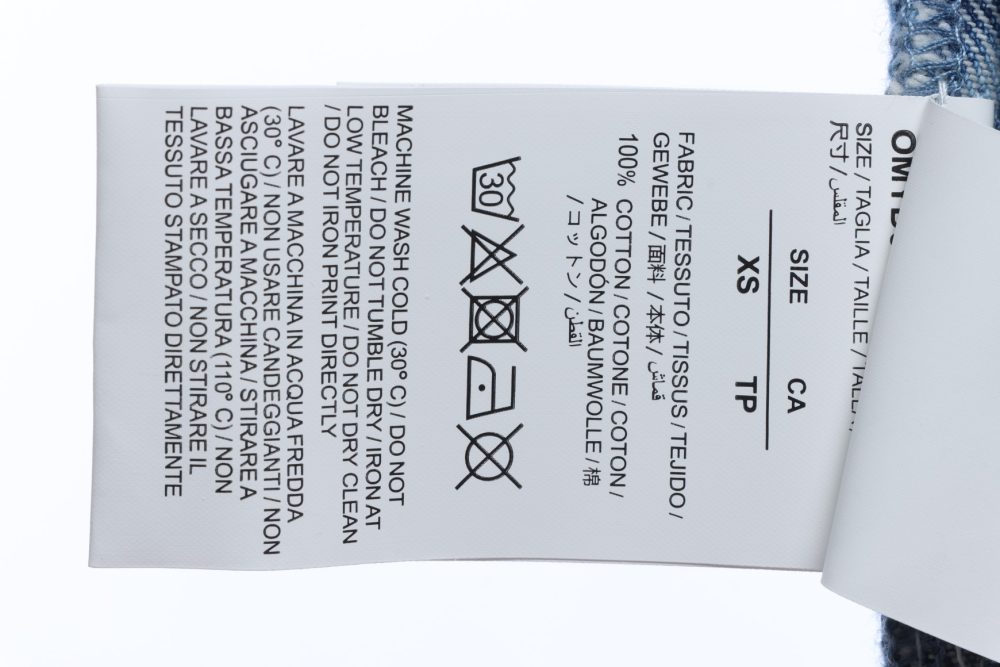 SIZE / TAGLIA / TAILLE /
尺寸 / المقاس
SIZE CA
XS TP
FABRIC / TESSUTO / TISSUS / TEJIDO /
GEWEBE / 面料 / 本体 / قماش
100% COTTON / COTONE / COTON /
ALGODÓN / BAUMWOLLE / 棉
/ コットン / القطن
30
MACHINE WASH COLD (30° C) / DO NOT
BLEACH / DO NOT TUMBLE DRY / IRON AT
LOW TEMPERATURE / DO NOT DRY CLEAN
/ DO NOT IRON PRINT DIRECTLY
LAVARE A MACCHINA IN ACQUA FREDDA
(30° C) / NON USARE CANDEGGIANTI / NON
ASCIUGARE A MACCHINA / STIRARE A
BASSA TEMPERATURA (110° C) / NON
LAVARE A SECCO / NON STIRARE IL
TESSUTO STAMPATO DIRETTAMENTE